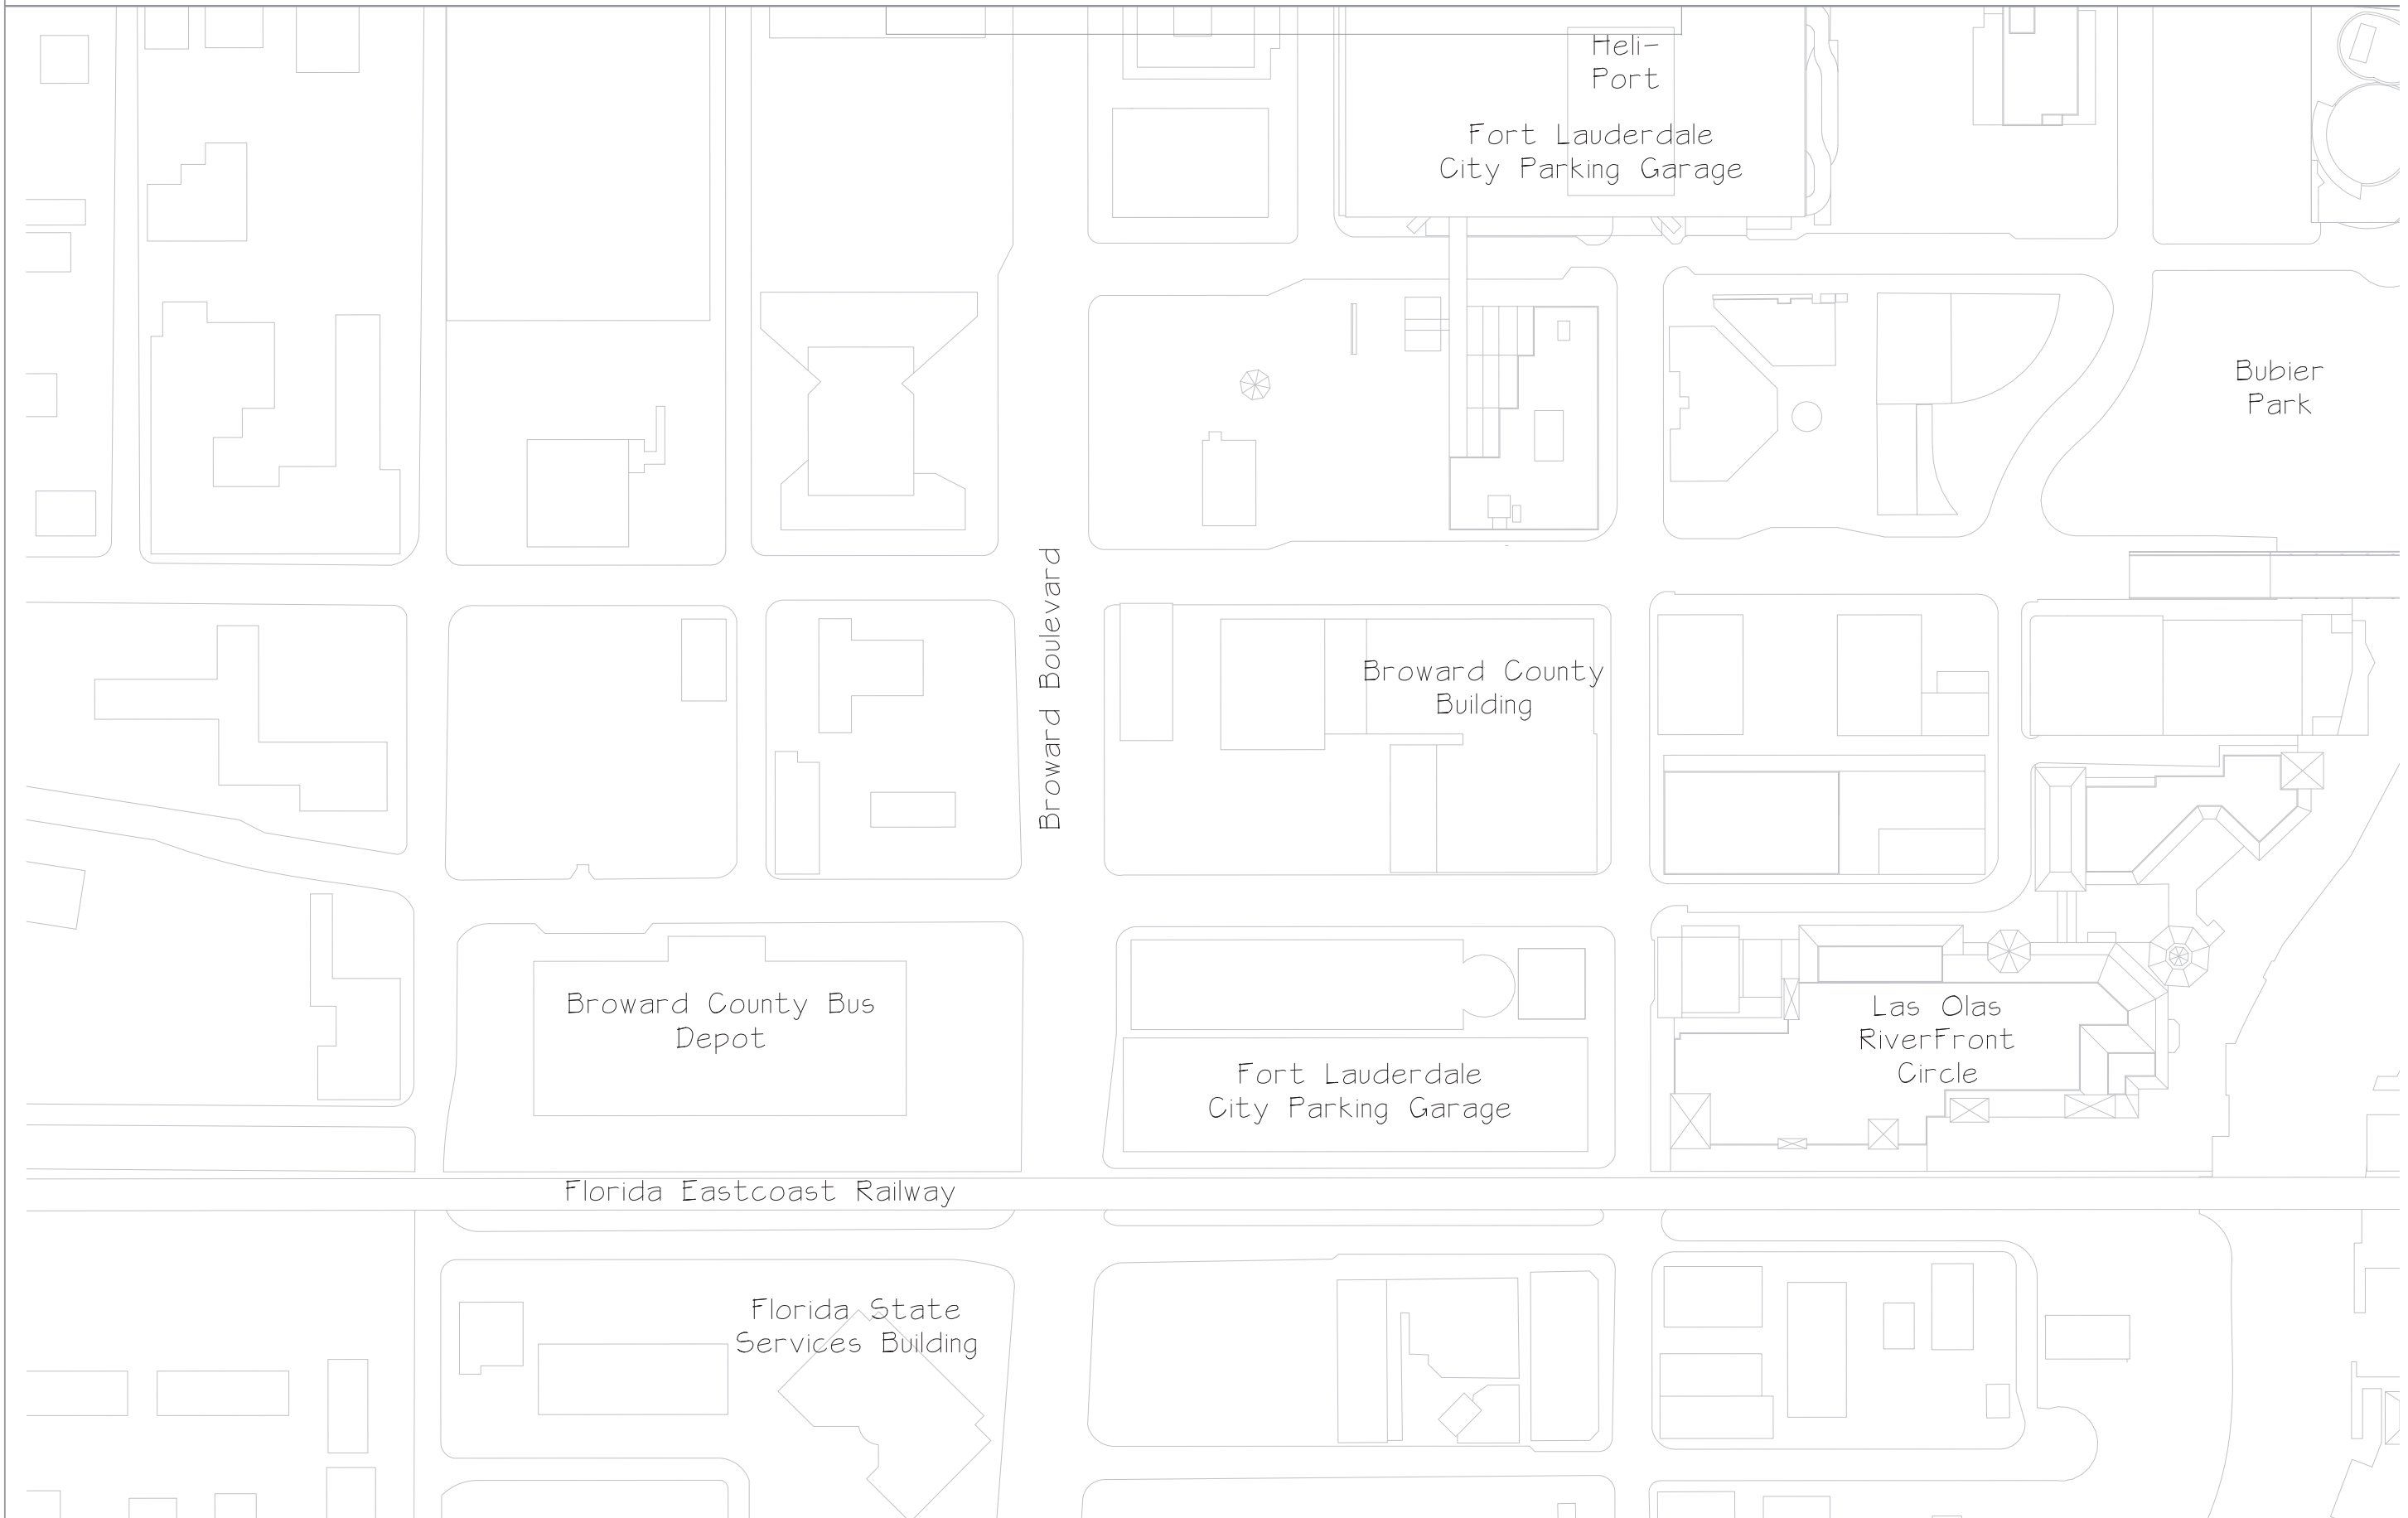 Heli-
Port
Fort Lauderdale
City Parking Garage
Bubier
Park
Broward Boulevard
Broward County
Building
Broward County Bus
Depot
Las Olas
RiverFront
Circle
Fort Lauderdale
City Parking Garage
Florida Eastcoast Railway
Florida State
Services Building